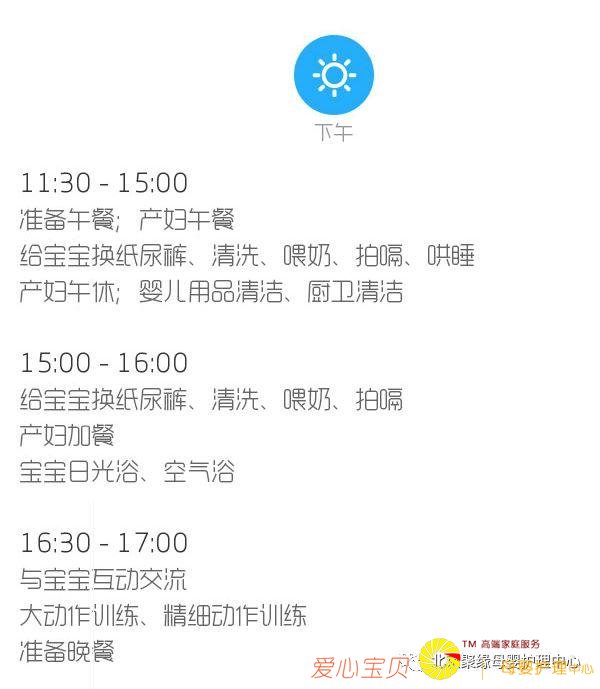 下午
11:30 - 15:00
准备午餐；产妇午餐
给宝宝换纸尿裤、清洗、喂奶、拍嗝、哄睡
产妇午休；婴儿用品清洁、厨卫清洁
15:00 - 16:00
给宝宝换纸尿裤、清洗、喂奶、拍嗝
产妇加餐
宝宝日光浴、空气浴
16:30 - 17:00
与宝宝互动交流
大动作训练、精细动作训练
准备晚餐
TM 高端家庭服务
聚缘母婴护理中心
爱心宝贝
母婴护理中心